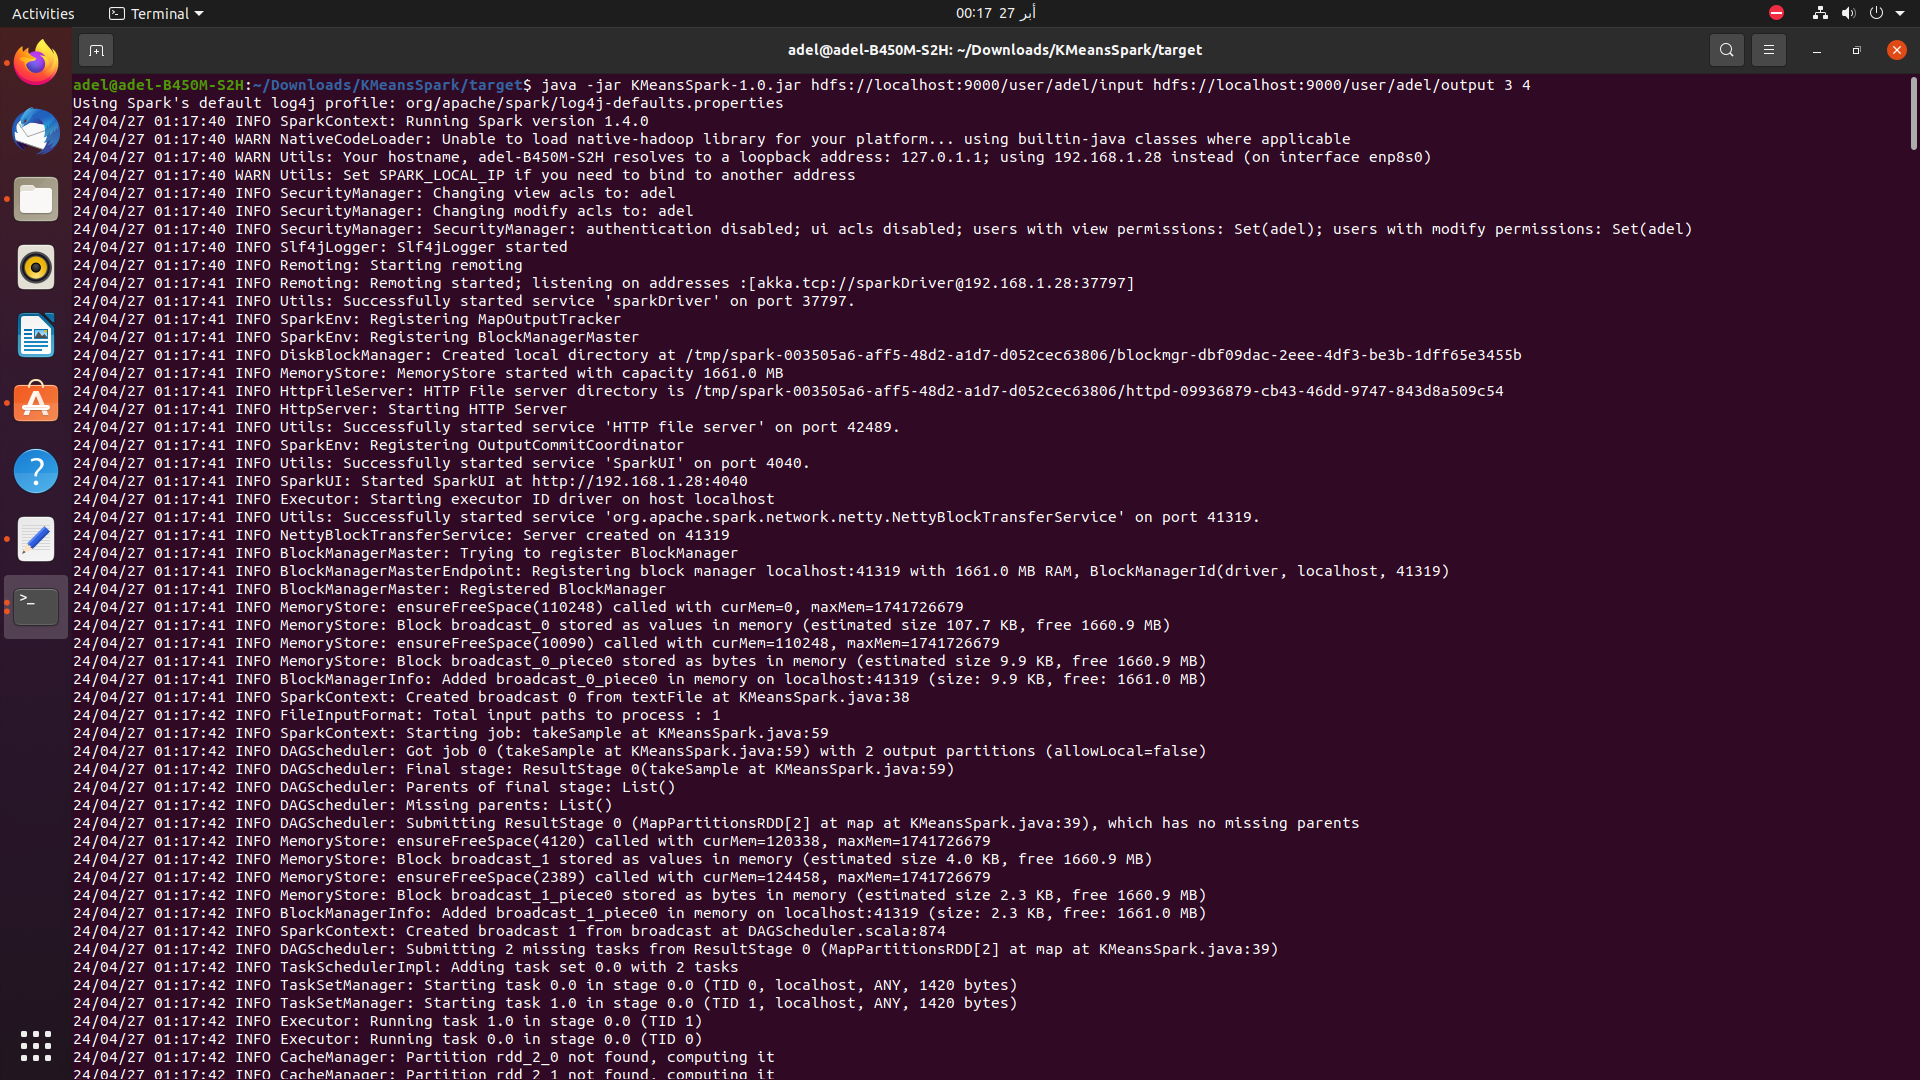 Activities
Terminal
00:17 27 أبر
adel@adel-B450M-S2H: ~/Downloads/KMeansSpark/target
adel@adel-B450M-S2H:~/Downloads/KMeansSpark/target$ java -jar KMeansSpark-1.0.jar hdfs://localhost:9000/user/adel/input hdfs://localhost:9000/user/adel/output 3 4
Using Spark's default log4j profile: org/apache/spark/log4j-defaults.properties
24/04/27 01:17:40 INFO SparkContext: Running Spark version 1.4.0
24/04/27 01:17:40 WARN NativeCodeLoader: Unable to load native-hadoop library for your platform... using builtin-java classes where applicable
24/04/27 01:17:40 WARN Utils: Your hostname, adel-B450M-S2H resolves to a loopback address: 127.0.1.1; using 192.168.1.28 instead (on interface enp8s0)
24/04/27 01:17:40 WARN Utils: Set SPARK_LOCAL_IP if you need to bind to another address
24/04/27 01:17:40 INFO SecurityManager: Changing view acls to: adel
24/04/27 01:17:40 INFO SecurityManager: Changing modify acls to: adel
24/04/27 01:17:40 INFO SecurityManager: SecurityManager: authentication disabled; ui acls disabled; users with view permissions: Set(adel); users with modify permissions: Set(adel)
24/04/27 01:17:40 INFO Slf4jLogger: Slf4jLogger started
24/04/27 01:17:40 INFO Remoting: Starting remoting
24/04/27 01:17:41 INFO Remoting: Remoting started; listening on addresses :[akka.tcp://sparkDriver@192.168.1.28:37797]
24/04/27 01:17:41 INFO Utils: Successfully started service 'sparkDriver' on port 37797.
24/04/27 01:17:41 INFO SparkEnv: Registering MapOutputTracker
24/04/27 01:17:41 INFO SparkEnv: Registering BlockManagerMaster
24/04/27 01:17:41 INFO DiskBlockManager: Created local directory at /tmp/spark-003505a6-aff5-48d2-a1d7-d052cec63806/blockmgr-dbf09dac-2eee-4df3-be3b-1dff65e3455b
24/04/27 01:17:41 INFO MemoryStore: MemoryStore started with capacity 1661.0 MB
24/04/27 01:17:41 INFO HttpFileServer: HTTP File server directory is /tmp/spark-003505a6-aff5-48d2-a1d7-d052cec63806/httpd-09936879-cb43-46dd-9747-843d8a509c54
24/04/27 01:17:41 INFO HttpServer: Starting HTTP Server
24/04/27 01:17:41 INFO Utils: Successfully started service 'HTTP file server' on port 42489.
24/04/27 01:17:41 INFO SparkEnv: Registering OutputCommitCoordinator
24/04/27 01:17:41 INFO Utils: Successfully started service 'SparkUI' on port 4040.
24/04/27 01:17:41 INFO SparkUI: Started SparkUI at http://192.168.1.28:4040
24/04/27 01:17:41 INFO Executor: Starting executor ID driver on host localhost
24/04/27 01:17:41 INFO Utils: Successfully started service 'org.apache.spark.network.netty.NettyBlockTransferService' on port 41319.
24/04/27 01:17:41 INFO NettyBlockTransferService: Server created on 41319
24/04/27 01:17:41 INFO BlockManagerMaster: Trying to register BlockManager
24/04/27 01:17:41 INFO BlockManagerMasterEndpoint: Registering block manager localhost:41319 with 1661.0 MB RAM, BlockManagerId(driver, localhost, 41319)
24/04/27 01:17:41 INFO BlockManagerMaster: Registered BlockManager
24/04/27 01:17:41 INFO MemoryStore: ensureFreeSpace(110248) called with curMem=0, maxMem=1741726679
24/04/27 01:17:41 INFO MemoryStore: Block broadcast_0 stored as values in memory (estimated size 107.7 KB, free 1660.9 MB)
24/04/27 01:17:41 INFO MemoryStore: ensureFreeSpace(10090) called with curMem=110248, maxMem=1741726679
24/04/27 01:17:41 INFO MemoryStore: Block broadcast_0_piece0 stored as bytes in memory (estimated size 9.9 KB, free 1660.9 MB)
24/04/27 01:17:41 INFO BlockManagerInfo: Added broadcast_0_piece0 in memory on localhost:41319 (size: 9.9 KB, free: 1661.0 MB)
24/04/27 01:17:41 INFO SparkContext: Created broadcast 0 from textFile at KMeansSpark.java:38
24/04/27 01:17:42 INFO FileInputFormat: Total input paths to process : 1
24/04/27 01:17:42 INFO SparkContext: Starting job: takeSample at KMeansSpark.java:59
24/04/27 01:17:42 INFO DAGScheduler: Got job 0 (takeSample at KMeansSpark.java:59) with 2 output partitions (allowLocal=false)
24/04/27 01:17:42 INFO DAGScheduler: Final stage: ResultStage 0(takeSample at KMeansSpark.java:59)
24/04/27 01:17:42 INFO DAGScheduler: Parents of final stage: List()
24/04/27 01:17:42 INFO DAGScheduler: Missing parents: List()
24/04/27 01:17:42 INFO DAGScheduler: Submitting ResultStage 0 (MapPartitionsRDD[2] at map at KMeansSpark.java:39), which has no missing parents
24/04/27 01:17:42 INFO MemoryStore: ensureFreeSpace(4120) called with curMem=120338, maxMem=1741726679
24/04/27 01:17:42 INFO MemoryStore: Block broadcast_1 stored as values in memory (estimated size 4.0 KB, free 1660.9 MB)
24/04/27 01:17:42 INFO MemoryStore: ensureFreeSpace(2389) called with curMem=124458, maxMem=1741726679
24/04/27 01:17:42 INFO MemoryStore: Block broadcast_1_piece0 stored as bytes in memory (estimated size 2.3 KB, free 1660.9 MB)
24/04/27 01:17:42 INFO BlockManagerInfo: Added broadcast_1_piece0 in memory on localhost:41319 (size: 2.3 KB, free: 1661.0 MB)
24/04/27 01:17:42 INFO SparkContext: Created broadcast 1 from broadcast at DAGScheduler.scala:874
24/04/27 01:17:42 INFO DAGScheduler: Submitting 2 missing tasks from ResultStage 0 (MapPartitionsRDD[2] at map at KMeansSpark.java:39)
24/04/27 01:17:42 INFO TaskSchedulerImpl: Adding task set 0.0 with 2 tasks
24/04/27 01:17:42 INFO TaskSetManager: Starting task 0.0 in stage 0.0 (TID 0, localhost, ANY, 1420 bytes)
24/04/27 01:17:42 INFO TaskSetManager: Starting task 1.0 in stage 0.0 (TID 1, localhost, ANY, 1420 bytes)
24/04/27 01:17:42 INFO Executor: Running task 1.0 in stage 0.0 (TID 1)
24/04/27 01:17:42 INFO Executor: Running task 0.0 in stage 0.0 (TID 0)
24/04/27 01:17:42 INFO CacheManager: Partition rdd_2_0 not found, computing it
24/04/27 01:17:42 INFO CacheManager: Partition rdd_2_1 not found, computing it